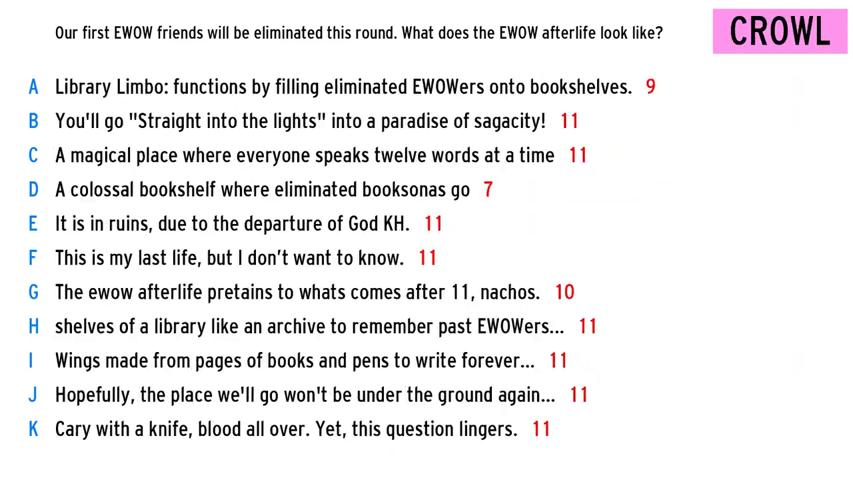 Our first EWOW friends will be eliminated this round. What does the EWOW afterlife look like?
CROWL
A Library Limbo: functions by filling eliminated EWOWers onto bookshelves. 9
B You'll go "Straight into the lights" into a paradise of sagacity! 11
C A magical place where everyone speaks twelve words at a time 11
D A colossal bookshelf where eliminated booksonas go 7
E It is in ruins, due to the departure of God KH. 11
F This is my last life, but I don’t want to know. 11
G The ewow afterlife pretains to whats comes after 11, nachos. 10
H shelves of a library like an archive to remember past EWOWers... 11
I Wings made from pages of books and pens to write forever... 11
J Hopefully, the place we'll go won't be under the ground again... 11
K Cary with a knife, blood all over. Yet, this question lingers. 11